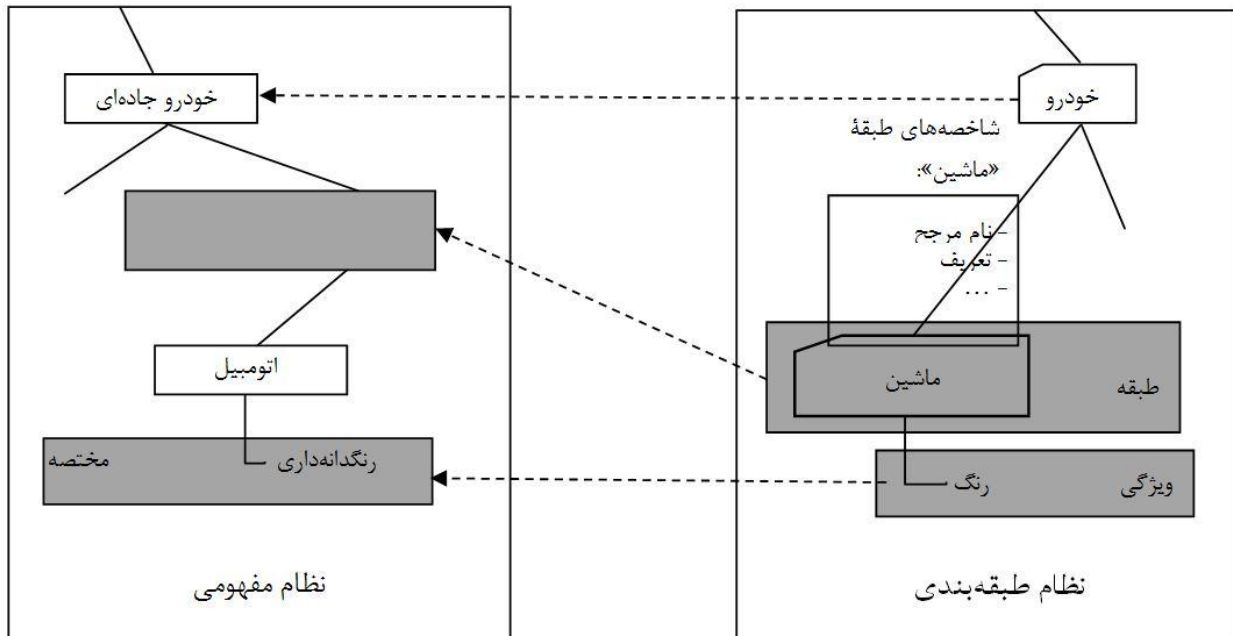 خودرو
شاخصه‌های طبقهٔ
«ماشین»:
- نام مرجح
- تعریف
- ...
ماشین
طبقه
رنگ
ویژگی
نظام طبقه‌بندی
خودرو جاده‌ای
اتومبیل
رنگدانه‌داری
مختصه
نظام مفهومی